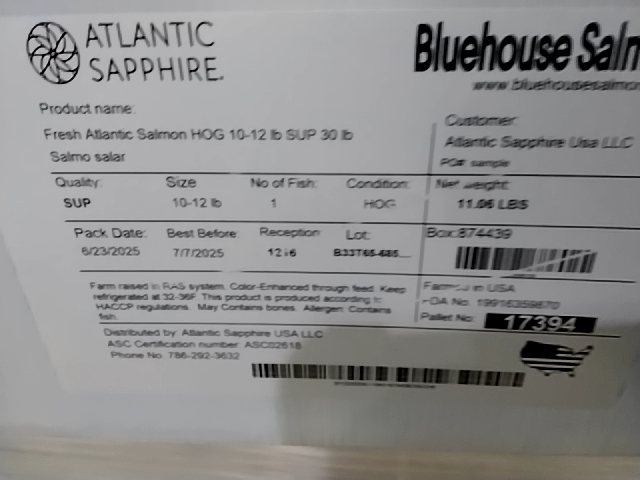 ATLANTIC
SAPPHIRE.
Bluehouse Salm
www.bluehousesalmon
Product name:
Fresh Atlantic Salmon HOG 10-12 lb SUP 30 lb
Salmo salar
Customer:
Atlantic Sapphire Usa LLC
PO#: sample
Quality: Size No of Fish: Condition: Net weight:
SUP 10-12 lb 1 HOG 11.06 LBS
Pack Date: Best Before: Reception Lot: Box:874439
6/23/2025 7/7/2025
Farm raised in RAS system. Color-Enhanced through feed. Keep
refrigerated at 32-36F. This product is produced according to
HACCP regulations. May Contains bones. Allergen: Contains
fish.
Farmed in USA
FDA No.
Pallet No: 17394
Distributed by: Atlantic Sapphire USA LLC
ASC Certification number: ASC02618
Phone No. 786-292-3632